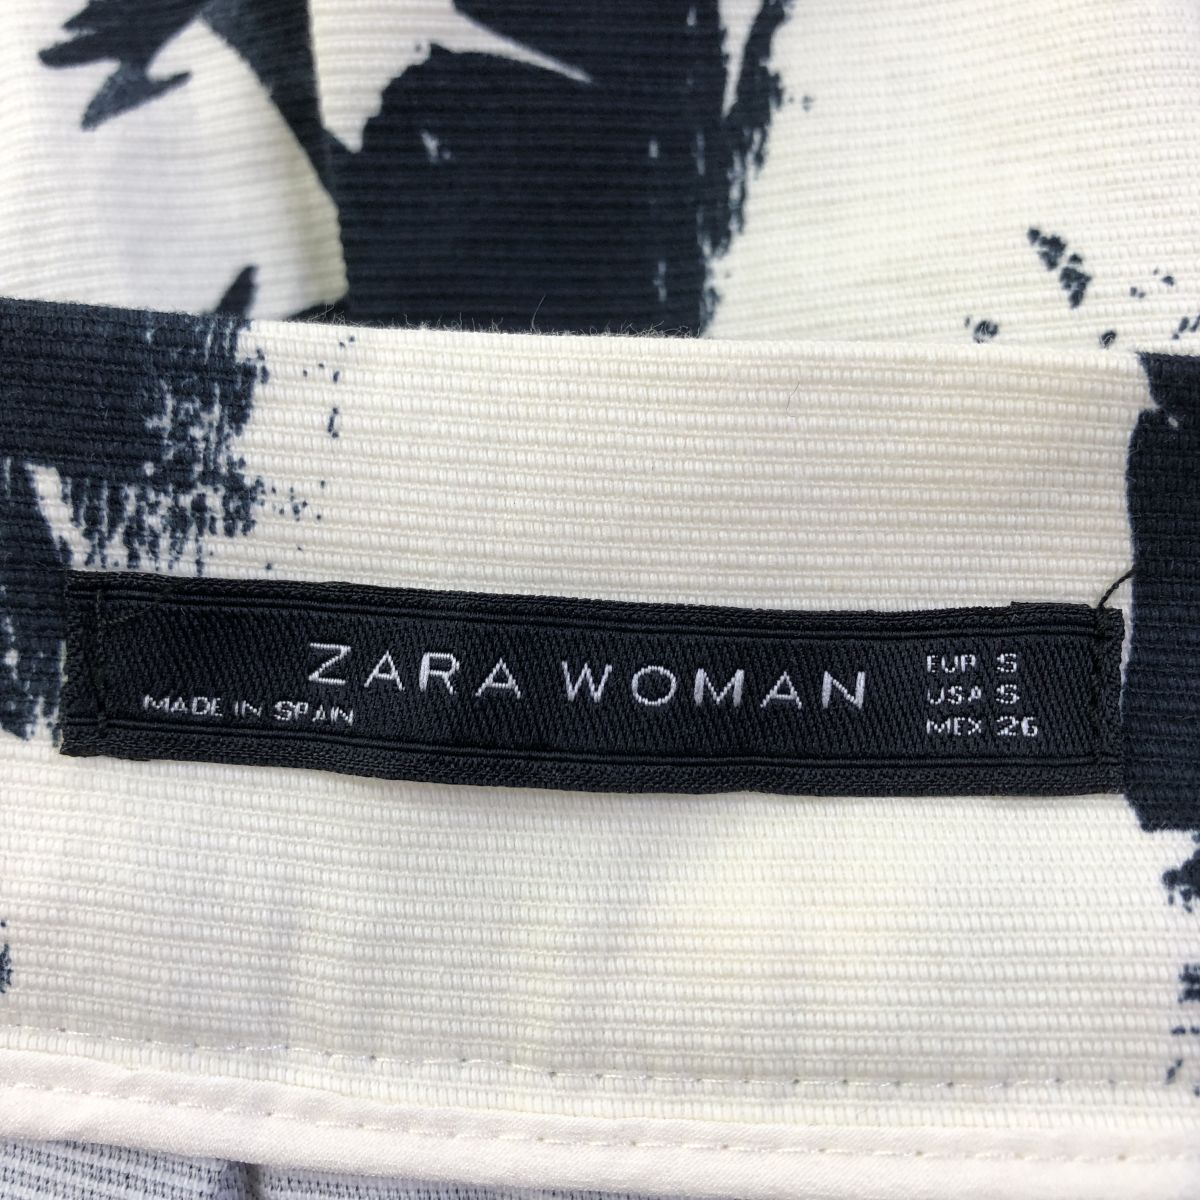 ZARA WOMAN
MADE IN SPAIN
EUR S
USA S
MEX 26